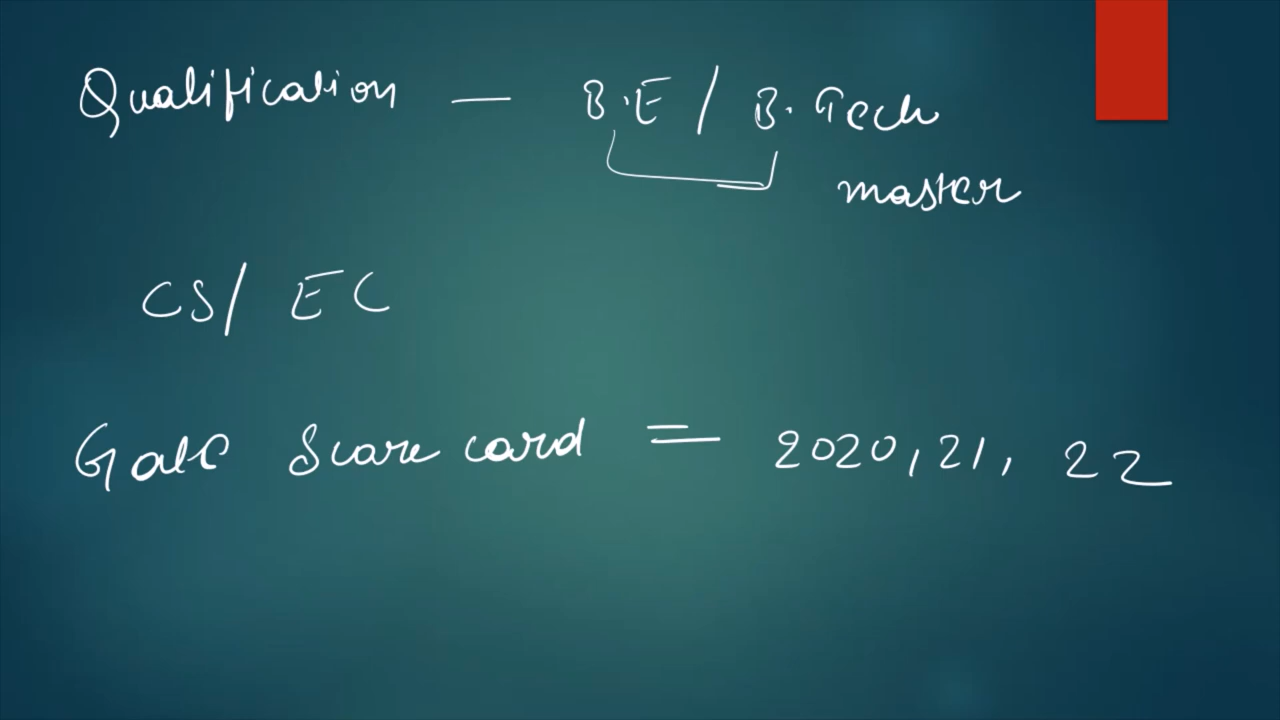 Qualification — B.E / B. Tech
master
CS/ EC
Gate Score card = 2020, 21, 22